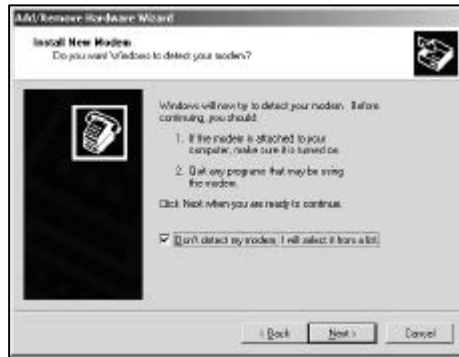 Add/Remove Hardware Wizard
Install New Modem
Do you want Windows to detect your modem?
Windows will now try to detect your modem. Before
continuing, you should:
1. If the modem is attached to your
computer, make sure it is turned on.
2. Quit any programs that may be using
the modem.
Click Next when you are ready to continue.
Don't detect my modem; I will select it from a list.
< Back
Next >
Cancel